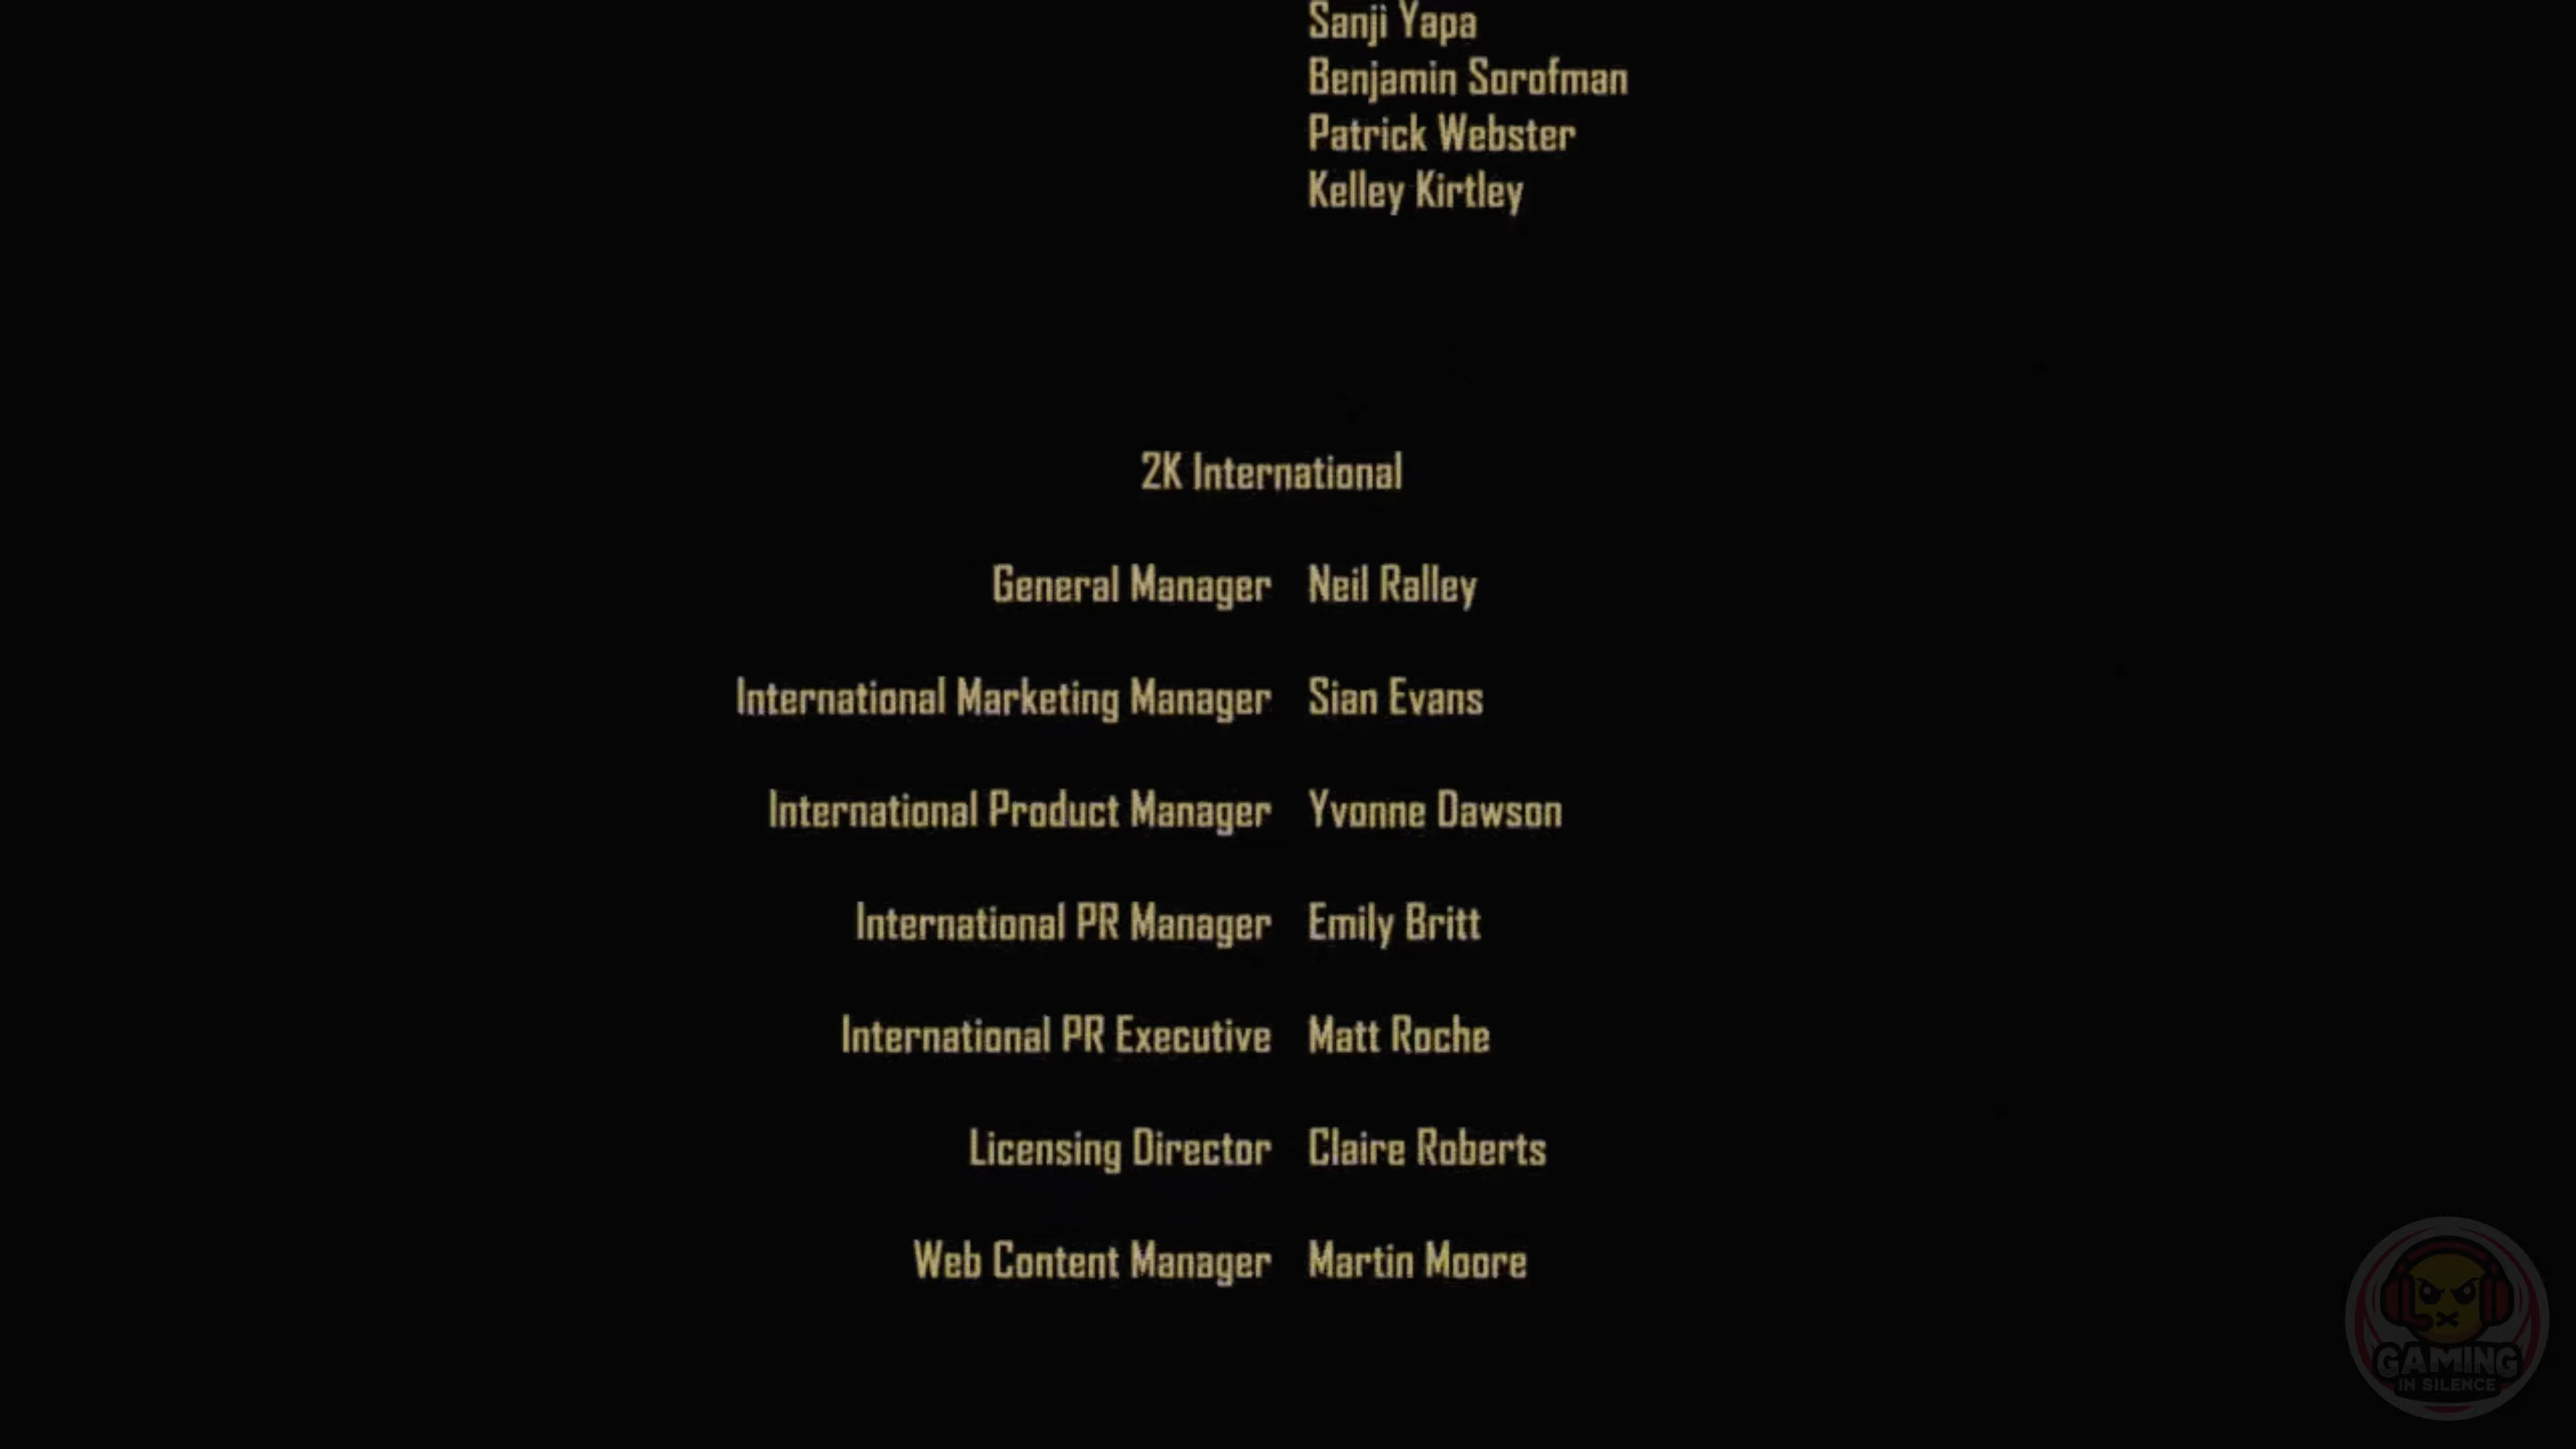 Sanji Yapa
Benjamin Sorofman
Patrick Webster
Kelley Kirtley
2K International
General Manager Neil Ralley
International Marketing Manager Sian Evans
International Product Manager Yvonne Dawson
International PR Manager Emily Britt
International PR Executive Matt Roche
Licensing Director Claire Roberts
Web Content Manager Martin Moore
GAMING
IN SILENCE